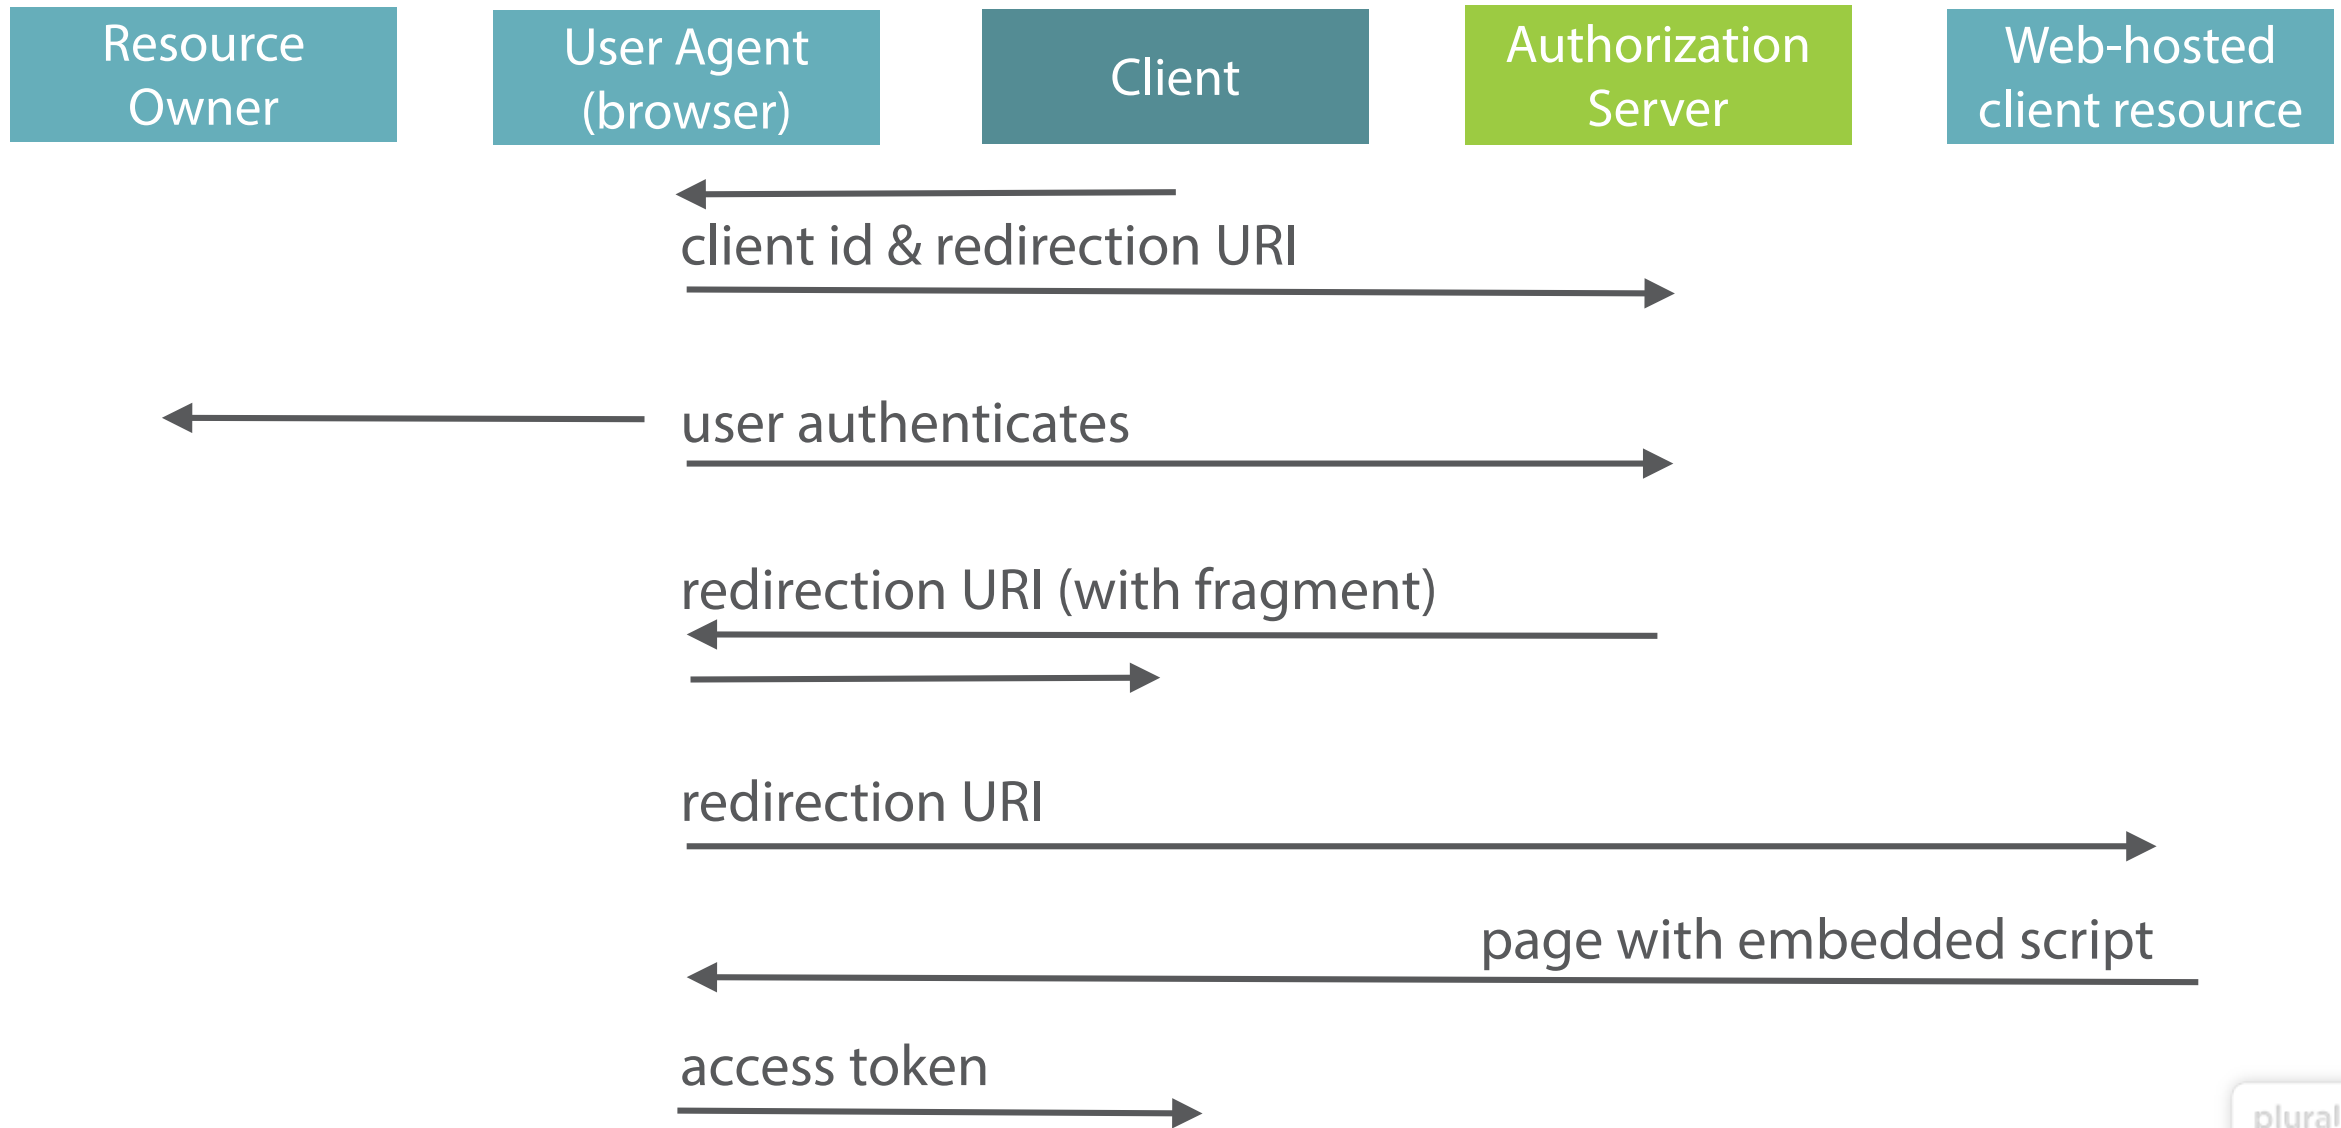 Resource
Owner
User Agent
(browser)
Client
Authorization
Server
Web-hosted
client resource
client id & redirection URI
user authenticates
redirection URI (with fragment)
redirection URI
page with embedded script
access token